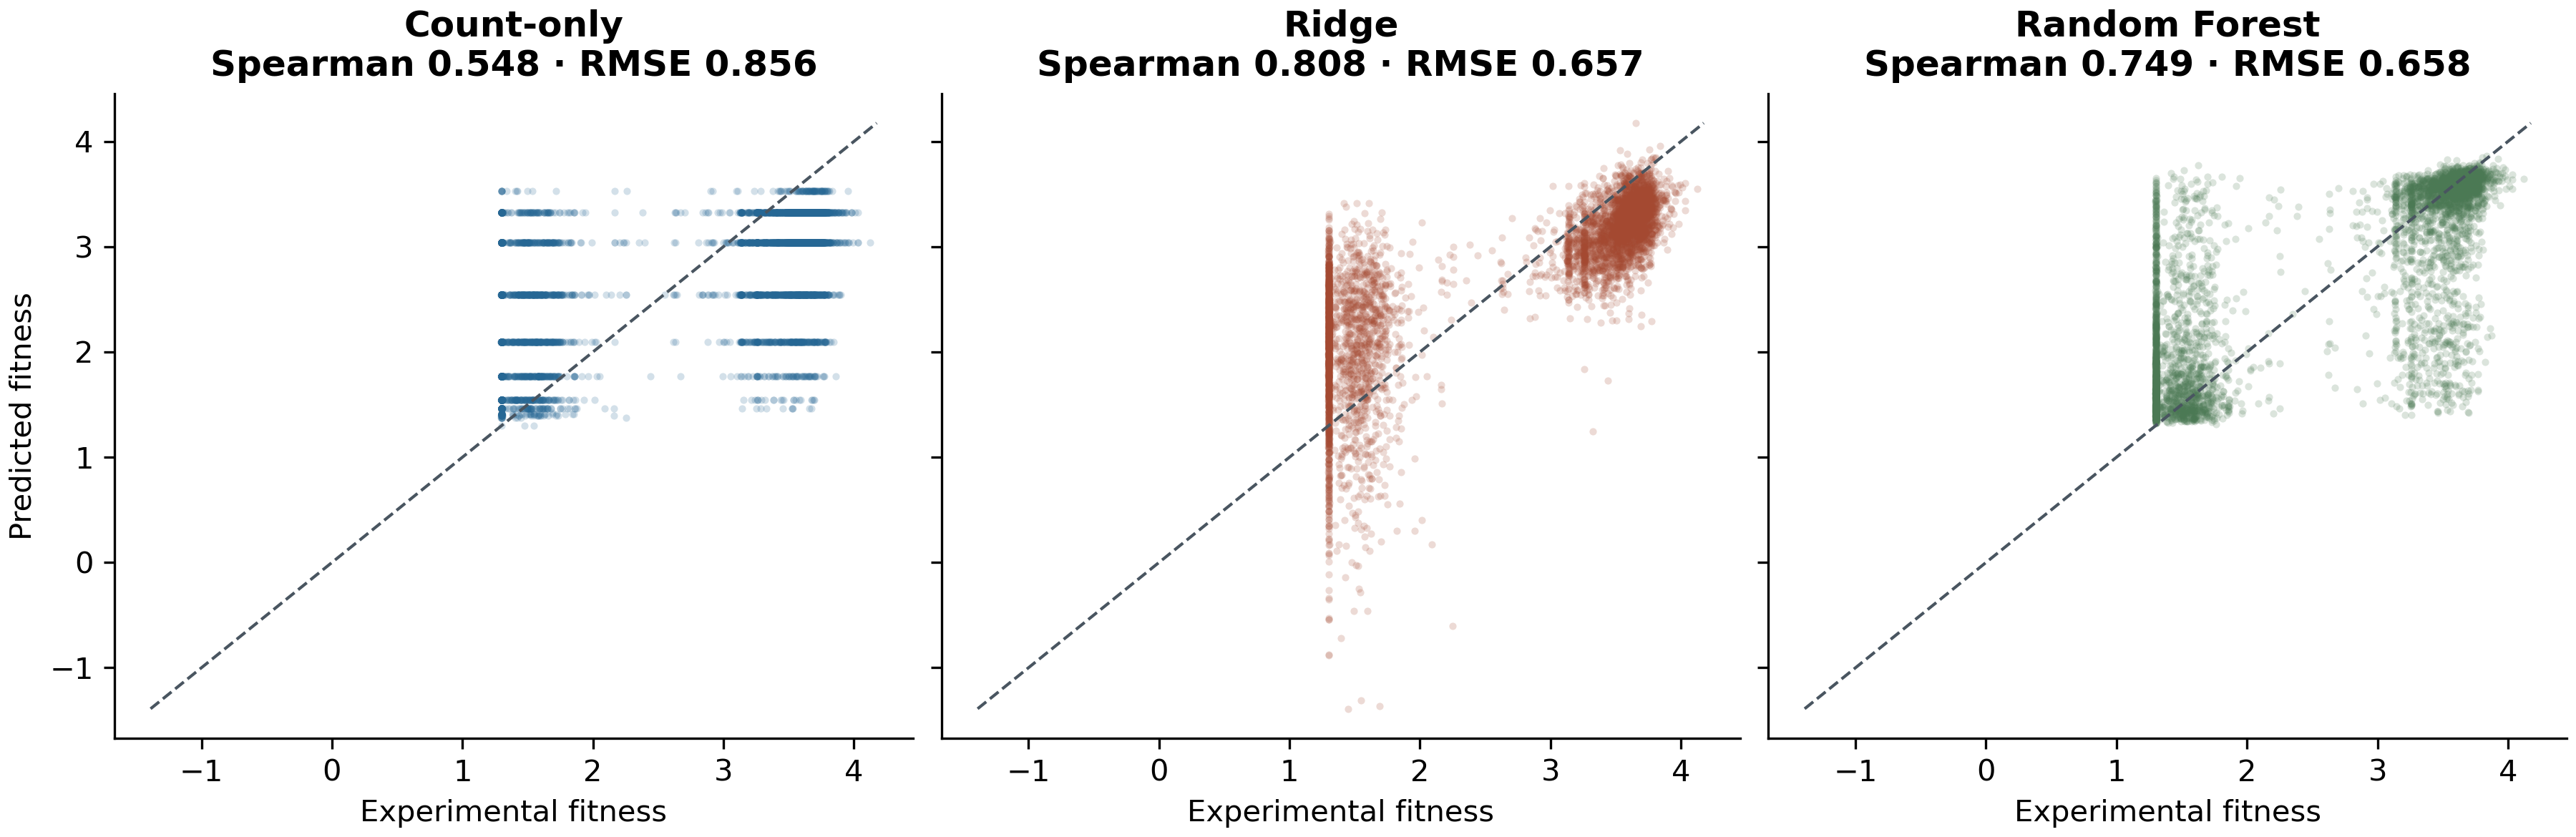 Count-only
Spearman 0.548 · RMSE 0.856
Ridge
Spearman 0.808 · RMSE 0.657
Random Forest
Spearman 0.749 · RMSE 0.658
Predicted fitness
4
3
2
1
0
−1
−1 0 1 2 3 4
Experimental fitness
−1 0 1 2 3 4
Experimental fitness
−1 0 1 2 3 4
Experimental fitness